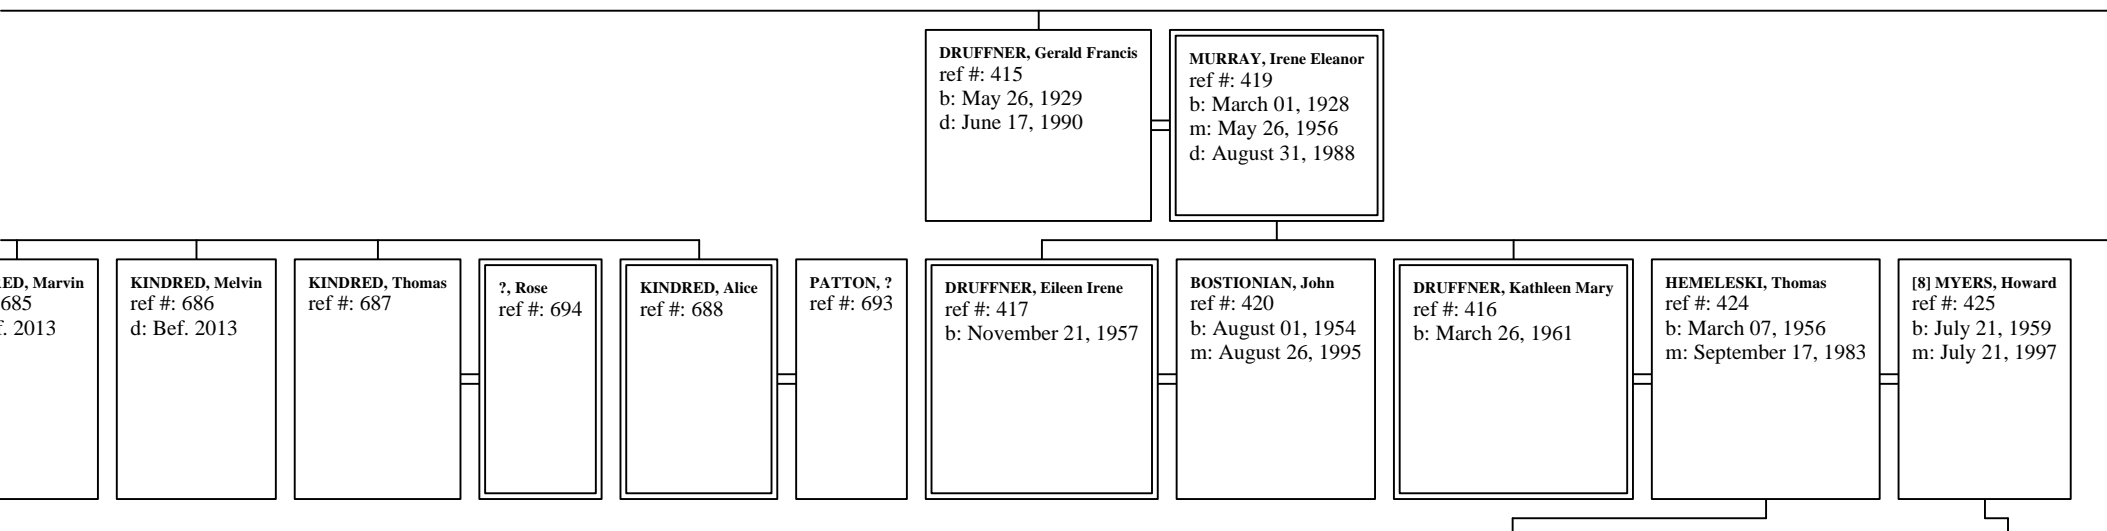 DRUFFNER, Gerald Francis
ref #: 415
b: May 26, 1929
d: June 17, 1990
MURRAY, Irene Eleanor
ref #: 419
b: March 01, 1928
m: May 26, 1956
d: August 31, 1988
ED, Marvin
685
f. 2013
KINDRED, Melvin
ref #: 686
d: Bef. 2013
KINDRED, Thomas
ref #: 687
?, Rose
ref #: 694
KINDRED, Alice
ref #: 688
PATTON, ?
ref #: 693
DRUFFNER, Eileen Irene
ref #: 417
b: November 21, 1957
BOSTIONIAN, John
ref #: 420
b: August 01, 1954
m: August 26, 1995
DRUFFNER, Kathleen Mary
ref #: 416
b: March 26, 1961
HEMELESKI, Thomas
ref #: 424
b: March 07, 1956
m: September 17, 1983
[8] MYERS, Howard
ref #: 425
b: July 21, 1959
m: July 21, 1997